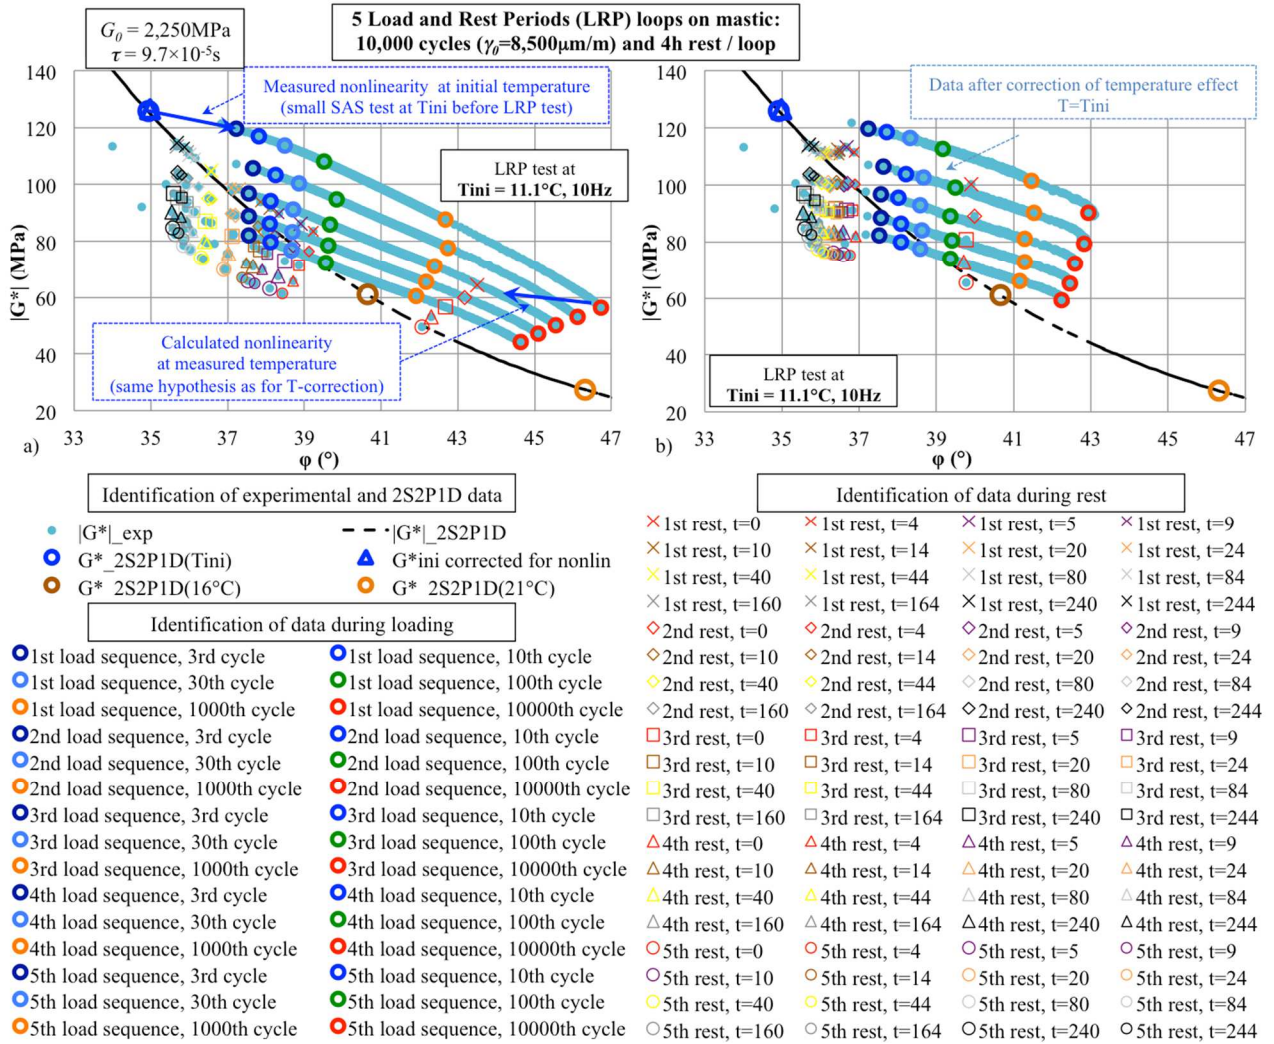 5 Load and Rest Periods (LRP) loops on mastic:
10,000 cycles (γ0=8,500μm/m) and 4h rest / loop
G0 = 2,250MPa
τ = 9.7×10-5s
140
120
100
80
60
40
20
|G*| (MPa)
Measured nonlinearity at initial temperature
(small SAS test at Tini before LRP test)
LRP test at
Tini = 11.1°C, 10Hz
Calculated nonlinearity
at measured temperature
(same hypothesis as for T-correction)
33 35 37 39 41 43 45 47
a)
φ (°)
140
120
100
80
60
40
20
|G*| (MPa)
Data after correction of temperature effect
T=Tini
LRP test at
Tini = 11.1°C, 10Hz
33 35 37 39 41 43 45 47
b)
φ (°)
Identification of experimental and 2S2P1D data
|G*|_exp |G*|_2S2P1D
G*_2S2P1D(Tini) G*ini corrected for nonlin
G* 2S2P1D(16°C) G* 2S2P1D(21°C)
Identification of data during loading
1st load sequence, 3rd cycle 1st load sequence, 10th cycle
1st load sequence, 30th cycle 1st load sequence, 100th cycle
1st load sequence, 1000th cycle 1st load sequence, 10000th cycle
2nd load sequence, 3rd cycle 2nd load sequence, 10th cycle
2nd load sequence, 30th cycle 2nd load sequence, 100th cycle
2nd load sequence, 1000th cycle 2nd load sequence, 10000th cycle
3rd load sequence, 3rd cycle 3rd load sequence, 10th cycle
3rd load sequence, 30th cycle 3rd load sequence, 100th cycle
3rd load sequence, 1000th cycle 3rd load sequence, 10000th cycle
4th load sequence, 3rd cycle 4th load sequence, 10th cycle
4th load sequence, 30th cycle 4th load sequence, 100th cycle
4th load sequence, 1000th cycle 4th load sequence, 10000th cycle
5th load sequence, 3rd cycle 5th load sequence, 10th cycle
5th load sequence, 30th cycle 5th load sequence, 100th cycle
5th load sequence, 1000th cycle 5th load sequence, 10000th cycle
Identification of data during rest
1st rest, t=0 1st rest, t=4 1st rest, t=5 1st rest, t=9
1st rest, t=10 1st rest, t=14 1st rest, t=20 1st rest, t=24
1st rest, t=40 1st rest, t=44 1st rest, t=80 1st rest, t=84
1st rest, t=160 1st rest, t=164 1st rest, t=240 1st rest, t=244
2nd rest, t=0 2nd rest, t=4 2nd rest, t=5 2nd rest, t=9
2nd rest, t=10 2nd rest, t=14 2nd rest, t=20 2nd rest, t=24
2nd rest, t=40 2nd rest, t=44 2nd rest, t=80 2nd rest, t=84
2nd rest, t=160 2nd rest, t=164 2nd rest, t=240 2nd rest, t=244
3rd rest, t=0 3rd rest, t=4 3rd rest, t=5 3rd rest, t=9
3rd rest, t=10 3rd rest, t=14 3rd rest, t=20 3rd rest, t=24
3rd rest, t=40 3rd rest, t=44 3rd rest, t=80 3rd rest, t=84
3rd rest, t=160 3rd rest, t=164 3rd rest, t=240 3rd rest, t=244
4th rest, t=0 4th rest, t=4 4th rest, t=5 4th rest, t=9
4th rest, t=10 4th rest, t=14 4th rest, t=20 4th rest, t=24
4th rest, t=40 4th rest, t=44 4th rest, t=80 4th rest, t=84
4th rest, t=160 4th rest, t=164 4th rest, t=240 4th rest, t=244
5th rest, t=0 5th rest, t=4 5th rest, t=5 5th rest, t=9
5th rest, t=10 5th rest, t=14 5th rest, t=20 5th rest, t=24
5th rest, t=40 5th rest, t=44 5th rest, t=80 5th rest, t=84
5th rest, t=160 5th rest, t=164 5th rest, t=240 5th rest, t=244